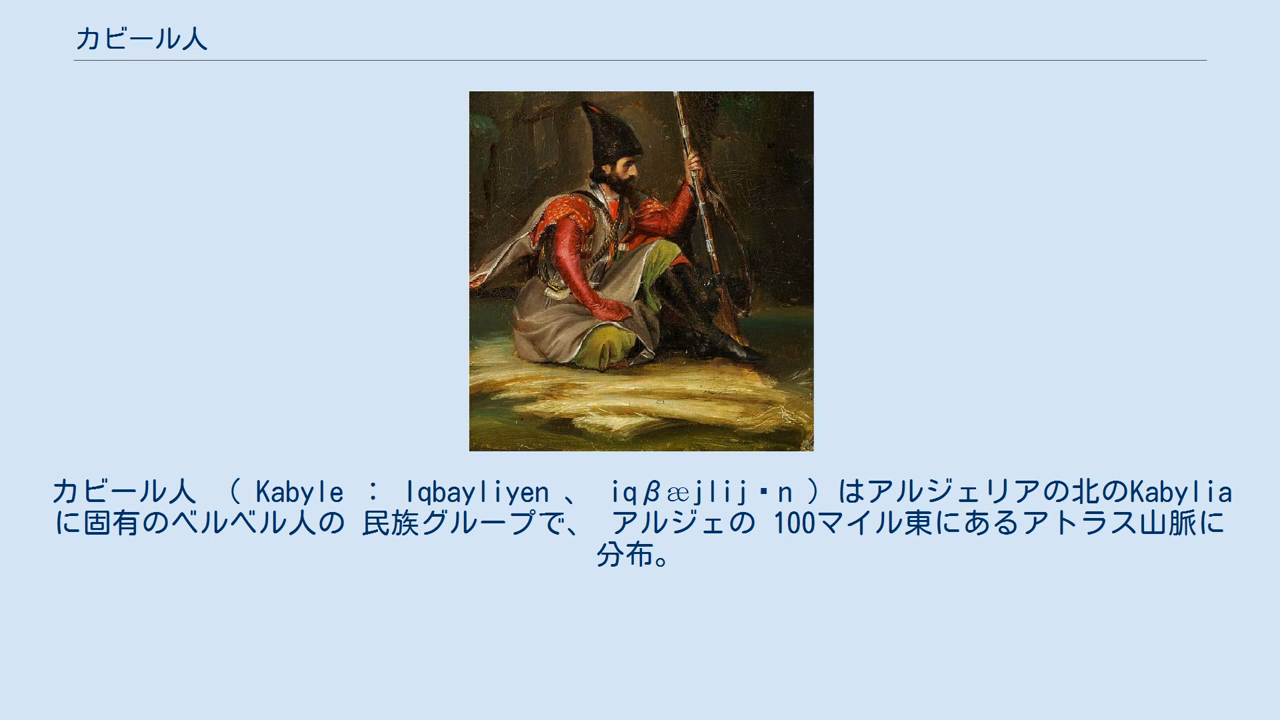 カビール人
カビール人 （ Kabyle ： Iqbayliyen 、 iqβæjlij▪n ）はアルジェリアの北のKabylia
に固有のベルベル人の 民族グループで、 アルジェの 100マイル東にあるアトラス山脈に
分布。